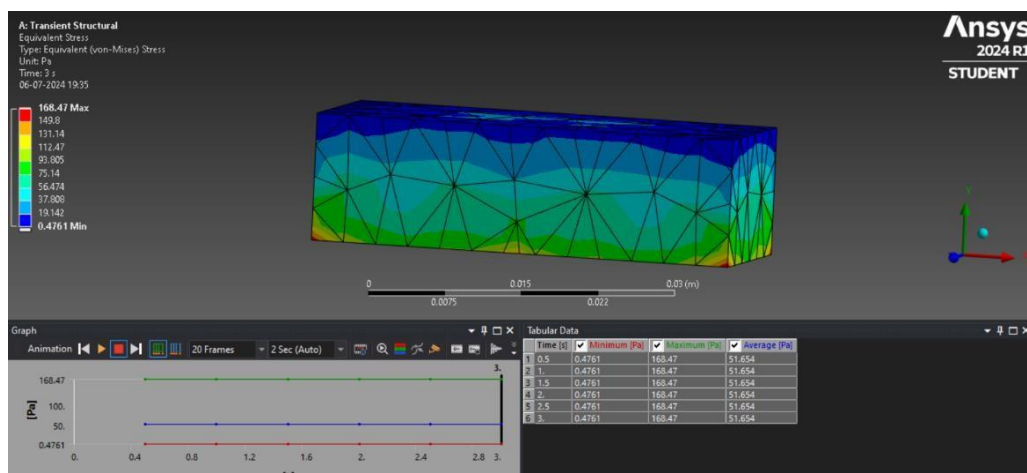 A: Transient Structural
Equivalent Stress
Type: Equivalent (von-Mises) Stress
Unit: Pa
Time: 3 s
06-07-2024 19:35
168.47 Max
149.8
131.14
112.47
93.805
75.14
56.474
37.808
19.142
0.4761 Min
Ansys
2024 R1
STUDENT
Y
0 0.015 0.03 (m)
0.0075 0.022
Graph
Animation 20 Frames 2 Sec (Auto)
3.
168.47
100.
50.
0.4761
[Pa]
0. 0.4 0.8 1.2 1.6 2. 2.4 2.8 3.
Tabular Data
Time [s] Minimum [Pa] Maximum [Pa] Average [Pa]
1 0.5 0.4761 168.47 51.654
2 1. 0.4761 168.47 51.654
3 1.5 0.4761 168.47 51.654
4 2. 0.4761 168.47 51.654
5 2.5 0.4761 168.47 51.654
6 3. 0.4761 168.47 51.654